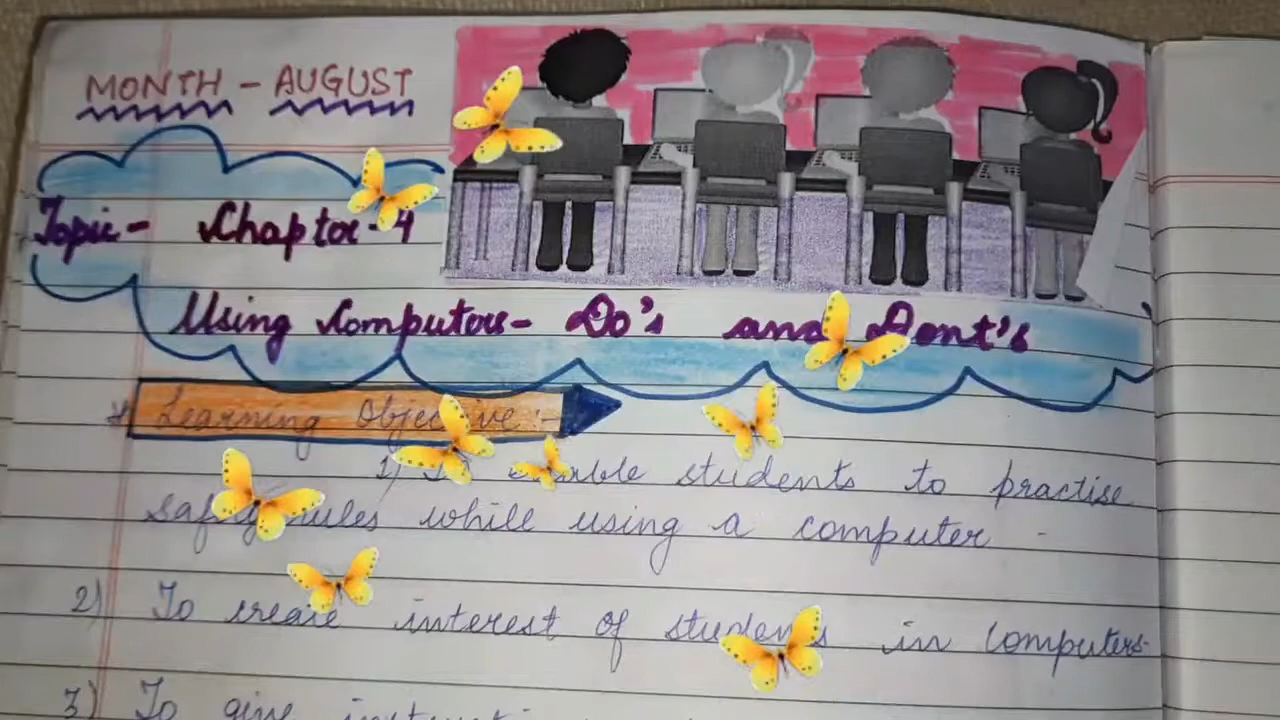 MONTH - AUGUST
Topic- Chapter-4
Using Computers- Do's and Dont's
Learning Objective :-
1) To enable students to practise
safety rules while using a computer
2) To create interest of students in computers
3) To give